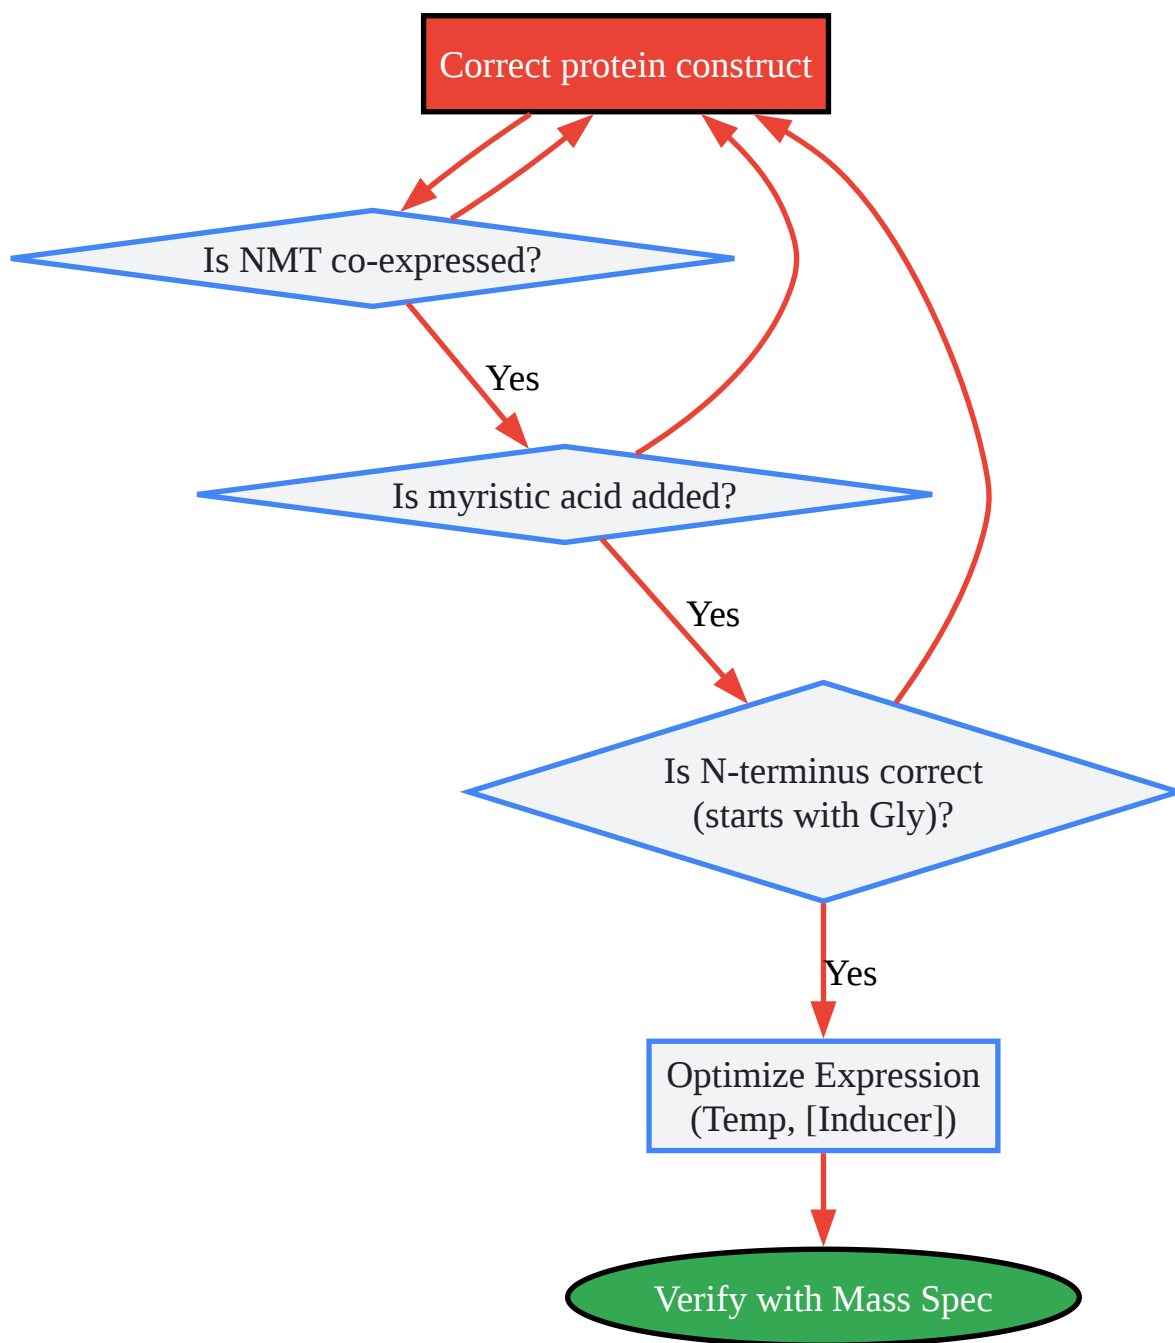 Correct protein construct
Is NMT co-expressed?
Yes
Is myristic acid added?
Yes
Is N-terminus correct
(starts with Gly)?
Yes
Optimize Expression
(Temp, [Inducer])
Verify with Mass Spec